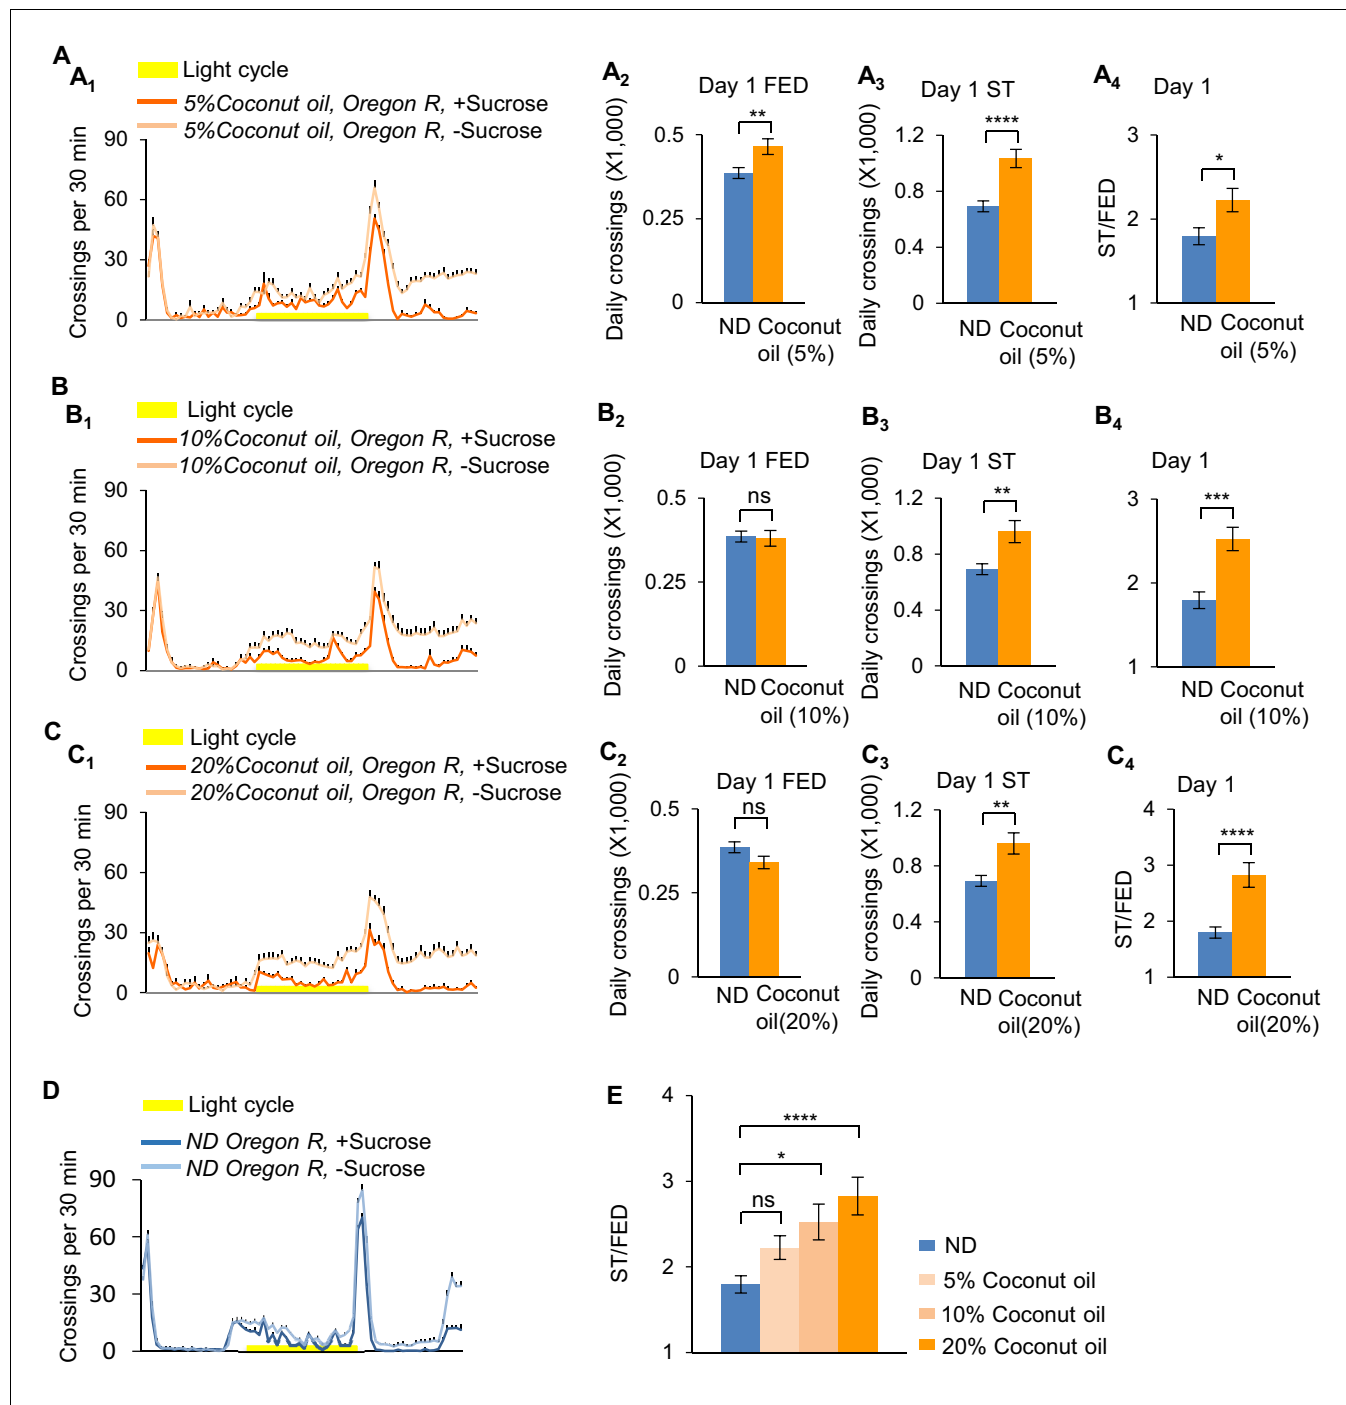 A
A1
Light cycle
5%Coconut oil, Oregon R, +Sucrose
5%Coconut oil, Oregon R, -Sucrose
Crossings per 30 min
90
60
30
0
A2
Day 1 FED
Daily crossings (X1,000)
0.5
0.25
0
**
ND Coconut
oil (5%)
A3
Day 1 ST
Daily crossings (X1,000)
1.2
0.8
0.4
0
****
ND Coconut
oil (5%)
A4
Day 1
ST/FED
3
2
1
*
ND Coconut
oil (5%)
B
B1
Light cycle
10%Coconut oil, Oregon R, +Sucrose
10%Coconut oil, Oregon R, -Sucrose
Crossings per 30 min
90
60
30
0
B2
Day 1 FED
Daily crossings (X1,000)
0.5
0.25
0
ns
ND Coconut
oil (10%)
B3
Day 1 ST
Daily crossings (X1,000)
1.2
0.8
0.4
0
**
ND Coconut
oil (10%)
B4
Day 1
3
2
1
***
ND Coconut
oil (10%)
C
C1
Light cycle
20%Coconut oil, Oregon R, +Sucrose
20%Coconut oil, Oregon R, -Sucrose
Crossings per 30 min
90
60
30
0
C2
Day 1 FED
Daily crossings (X1,000)
0.5
0.25
0
ns
ND Coconut
oil(20%)
C3
Day 1 ST
Daily crossings (X1,000)
1.2
0.8
0.4
0
**
ND Coconut
oil(20%)
C4
Day 1
ST/FED
4
3
2
1
****
ND Coconut
oil(20%)
D
Light cycle
ND Oregon R, +Sucrose
ND Oregon R, -Sucrose
Crossings per 30 min
90
60
30
0
E
ST/FED
4
3
2
1
****
*
ns
ND
5% Coconut oil
10% Coconut oil
20% Coconut oil